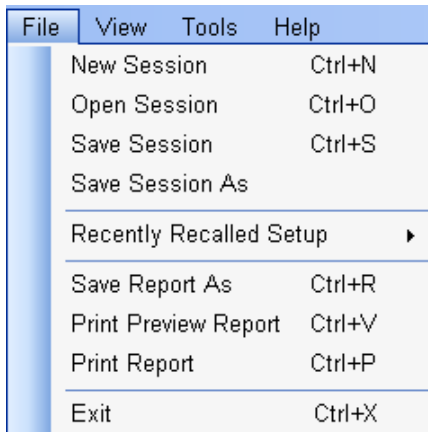 File View Tools Help
New Session Ctrl+N
Open Session Ctrl+O
Save Session Ctrl+S
Save Session As
Recently Recalled Setup
Save Report As Ctrl+R
Print Preview Report Ctrl+V
Print Report Ctrl+P
Exit Ctrl+X